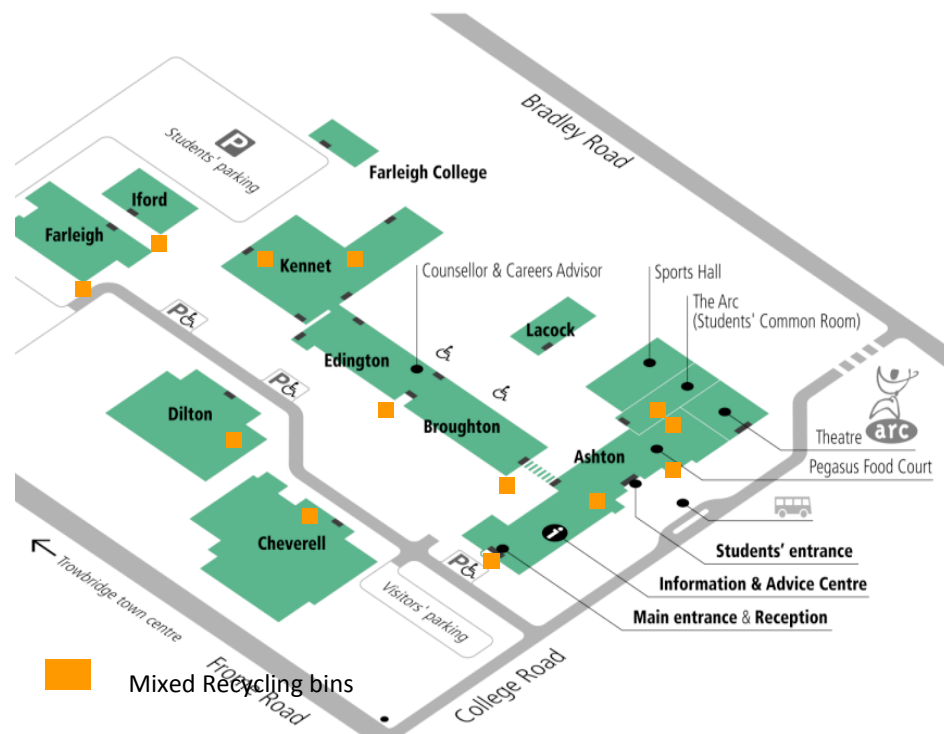 Bradley Road
P
Students' parking
Farleigh College
Iford
Farleigh
Kennet
Counsellor & Careers Advisor
Sports Hall
The Arc
(Students' Common Room)
Lacock
P
Edington
P
Dilton
Broughton
Theatre
arc
Ashton
Pegasus Food Court
Cheverell
i
Students' entrance
P
Information & Advice Centre
Visitors' parking
Main entrance & Reception
Trowbridge town centre
Mixed Recycling bins
Road
College Road